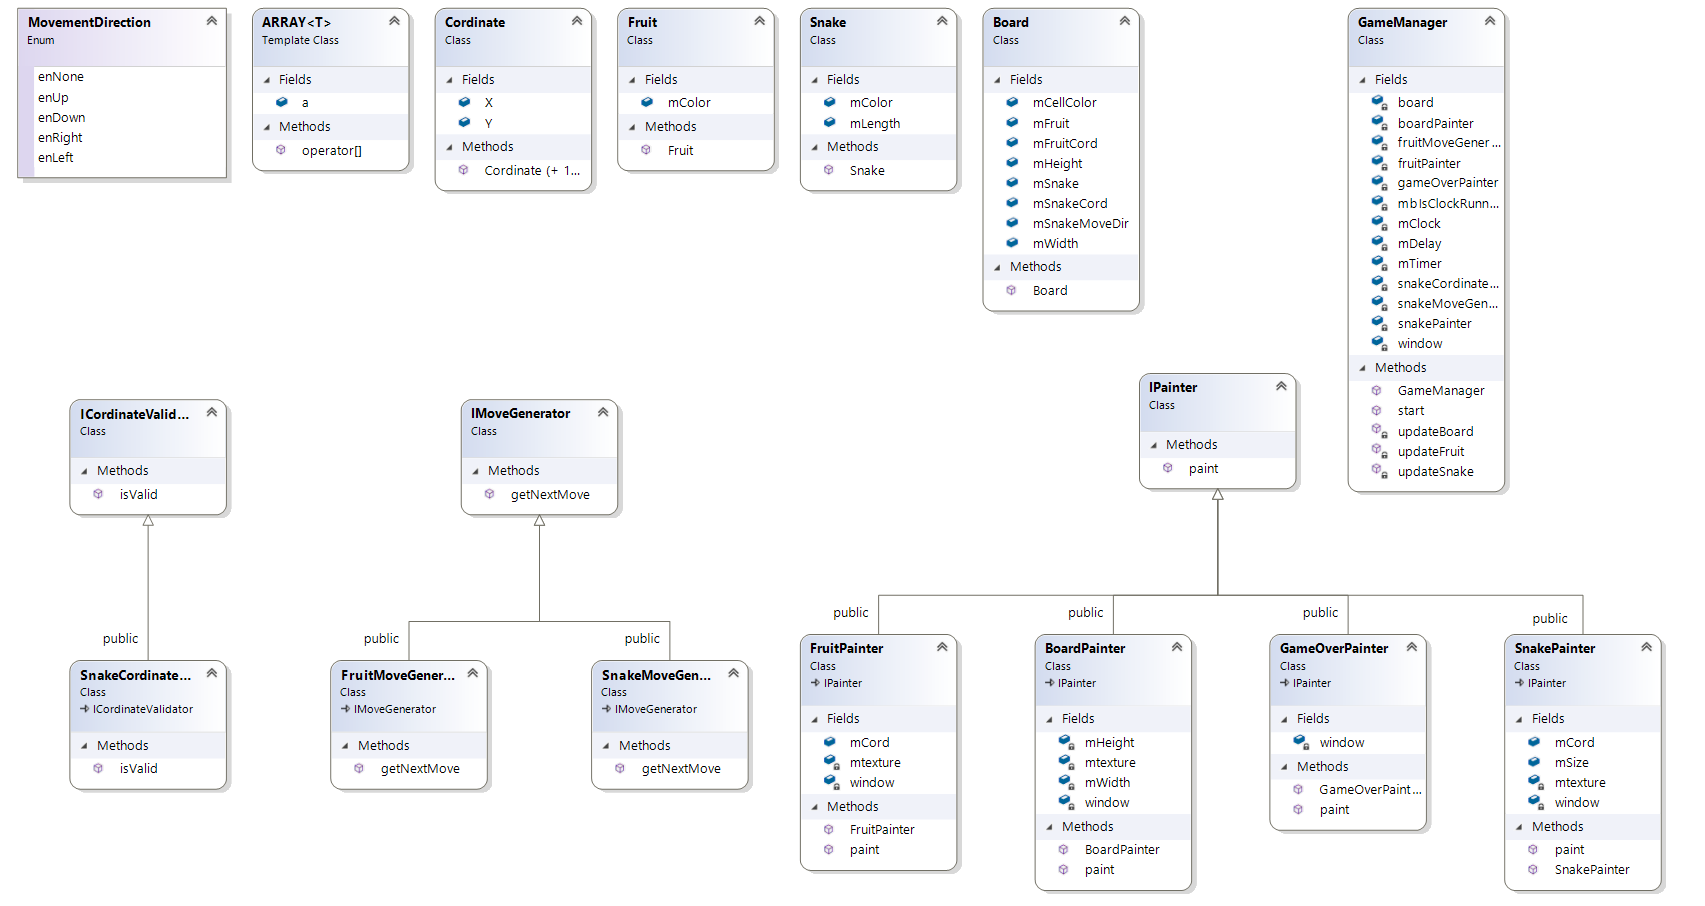 MovementDirection
Enum
enNone
enUp
enDown
enRight
enLeft
ARRAY<T>
Template Class
Fields
a
Methods
operator[]
Cordinate
Class
Fields
X
Y
Methods
Cordinate (+ 1...
Fruit
Class
Fields
mColor
Methods
Fruit
Snake
Class
Fields
mColor
mLength
Methods
Snake
Board
Class
Fields
mCellColor
mFruit
mFruitCord
mHeight
mSnake
mSnakeCord
mSnakeMoveDir
mWidth
Methods
Board
GameManager
Class
Fields
board
boardPainter
fruitMoveGener...
fruitPainter
gameOverPainter
mbIsClockRunn...
mClock
mDelay
mTimer
snakeCordinate...
snakeMoveGen...
snakePainter
window
Methods
GameManager
start
updateBoard
updateFruit
updateSnake
ICordinateValid...
Class
Methods
isValid
IMoveGenerator
Class
Methods
getNextMove
IPainter
Class
Methods
paint
public
SnakeCordinate...
Class
ICordinateValidator
Methods
isValid
public
FruitMoveGener...
Class
IMoveGenerator
Methods
getNextMove
public
SnakeMoveGen...
Class
IMoveGenerator
Methods
getNextMove
public
FruitPainter
Class
IPainter
Fields
mCord
mtexture
window
Methods
FruitPainter
paint
public
BoardPainter
Class
IPainter
Fields
mHeight
mtexture
mWidth
window
Methods
BoardPainter
paint
public
GameOverPainter
Class
IPainter
Fields
window
Methods
GameOverPaint...
paint
public
SnakePainter
Class
IPainter
Fields
mCord
mSize
mtexture
window
Methods
paint
SnakePainter